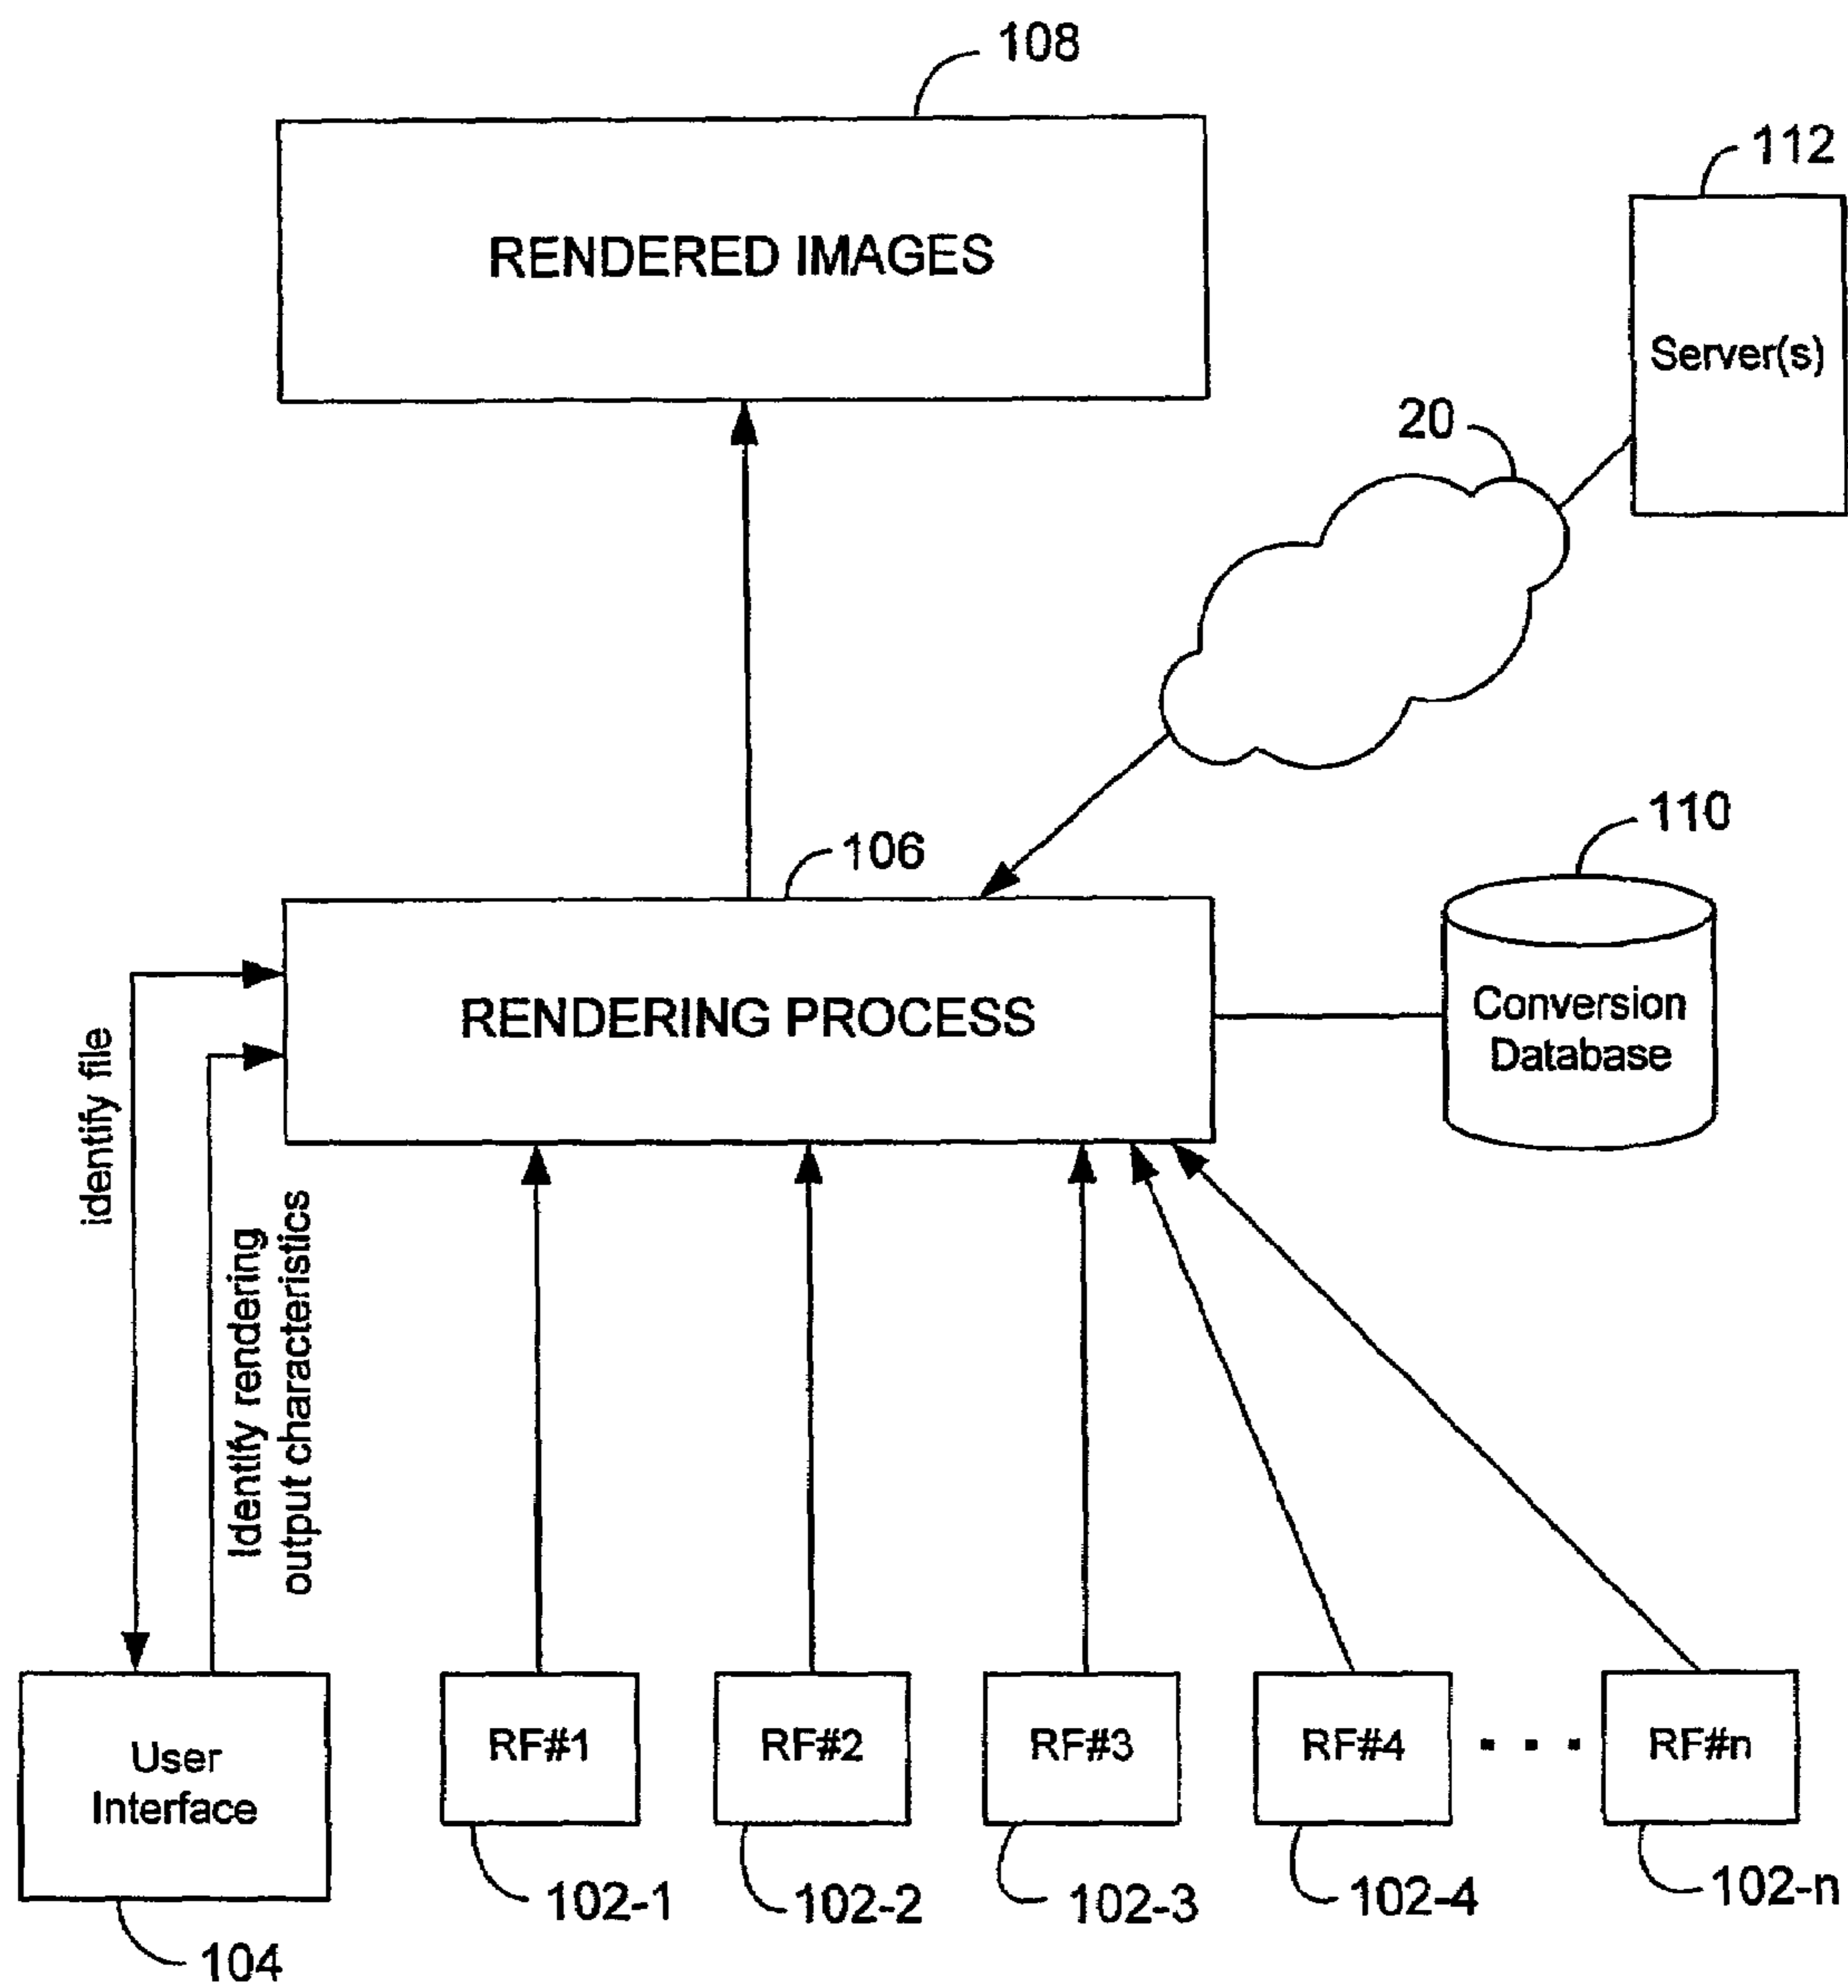 108
RENDERED IMAGES
112
Server(s)
20
110
106
RENDERING PROCESS
Conversion
Database
identify file
Identify rendering
output characteristics
User
Interface
RF#1
RF#2
RF#3
RF#4
. . .
RF#n
102-1
102-2
102-3
102-4
102-n
104